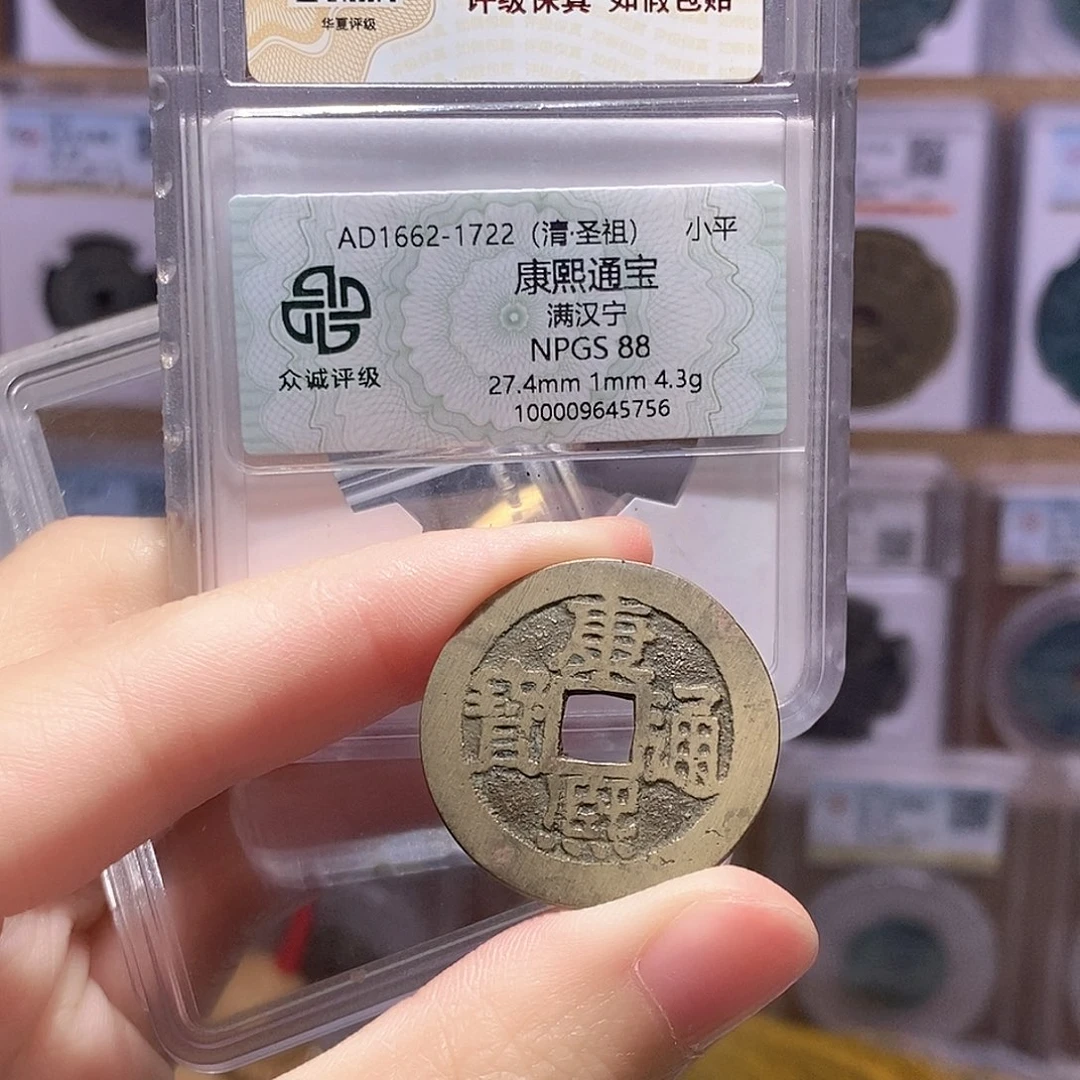 华夏评级
评级保真 如假包赔
AD1662-1722（清·圣祖） 小平
康熙通宝
满汉宁
NPGS 88
27.4mm 1mm 4.3g
100009645756
众诚评级
康
寶 通
熙